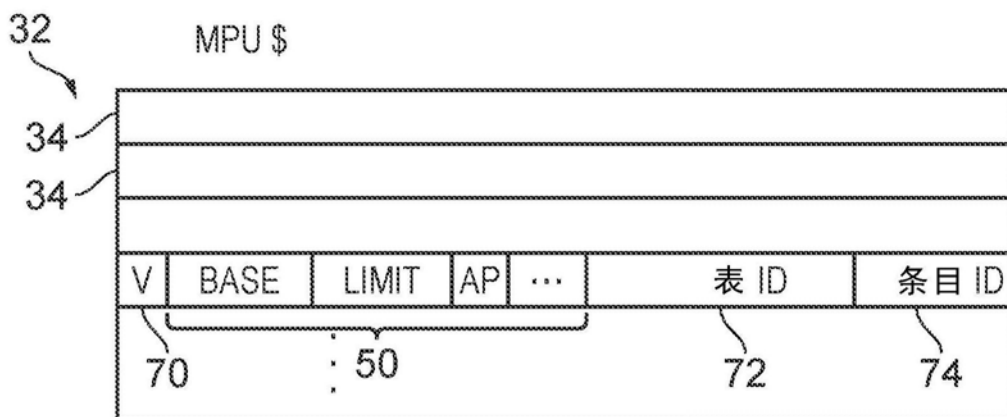 32
MPU $
34
34
V BASE LIMIT AP ... 表 ID 条目 ID
70 50 72 74